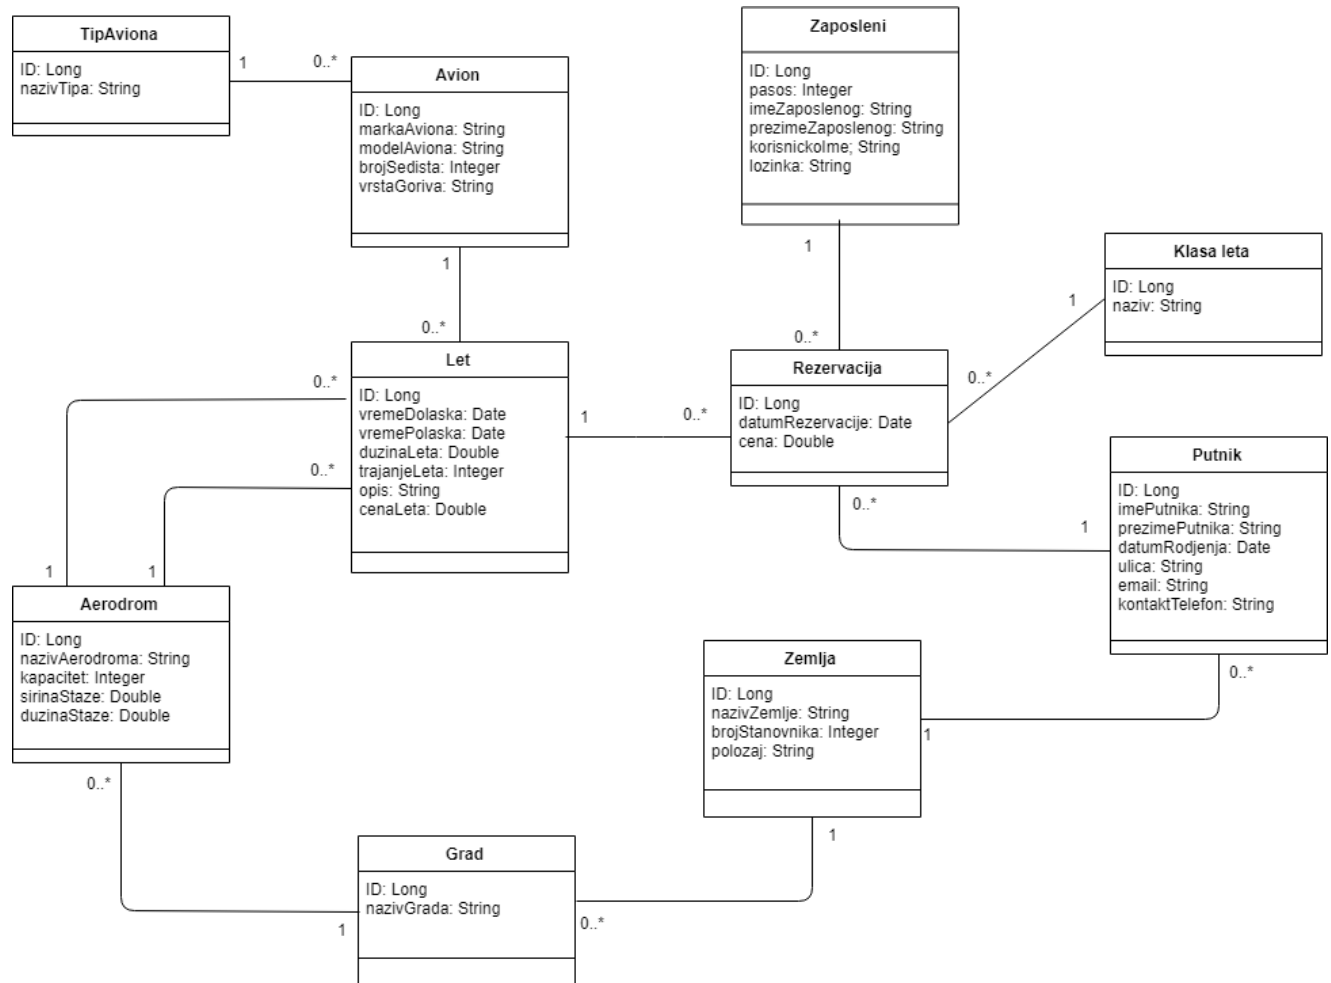 TipAviona
ID: Long
nazivTipa: String
1
0..*
Avion
ID: Long
markaAviona: String
modelAviona: String
brojSedista: Integer
vrstaGoriva: String
1
0..*
Zaposleni
ID: Long
pasos: Integer
imeZaposlenog: String
prezimeZaposlenog: String
korisnickoIme; String
lozinka: String
1
0..*
Klasa leta
ID: Long
naziv: String
1
0..*
Let
ID: Long
vremeDolaska: Date
vremePolaska: Date
duzinaLeta: Double
trajanjeLeta: Integer
opis: String
cenaLeta: Double
0..*
0..*
1
0..*
Rezervacija
ID: Long
datumRezervacije: Date
cena: Double
0..*
1
Putnik
ID: Long
imePutnika: String
prezimePutnika: String
datumRodjenja: Date
ulica: String
email: String
kontaktTelefon: String
0..*
1
1
1
Aerodrom
ID: Long
nazivAerodroma: String
kapacitet: Integer
sirinaStaze: Double
duzinaStaze: Double
0..*
Zemlja
ID: Long
nazivZemlje: String
brojStanovnika: Integer
polozaj: String
1
Grad
ID: Long
nazivGrada: String
1
0..*